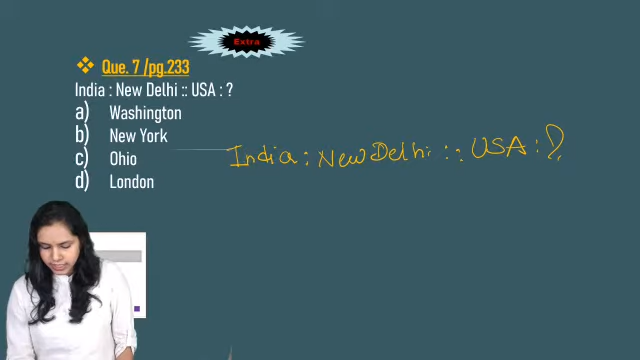 Extra
❖ Que. 7 /pg.233
India : New Delhi :: USA : ?
a) Washington
b) New York
c) Ohio
d) London
India : New Delhi :: USA : ?